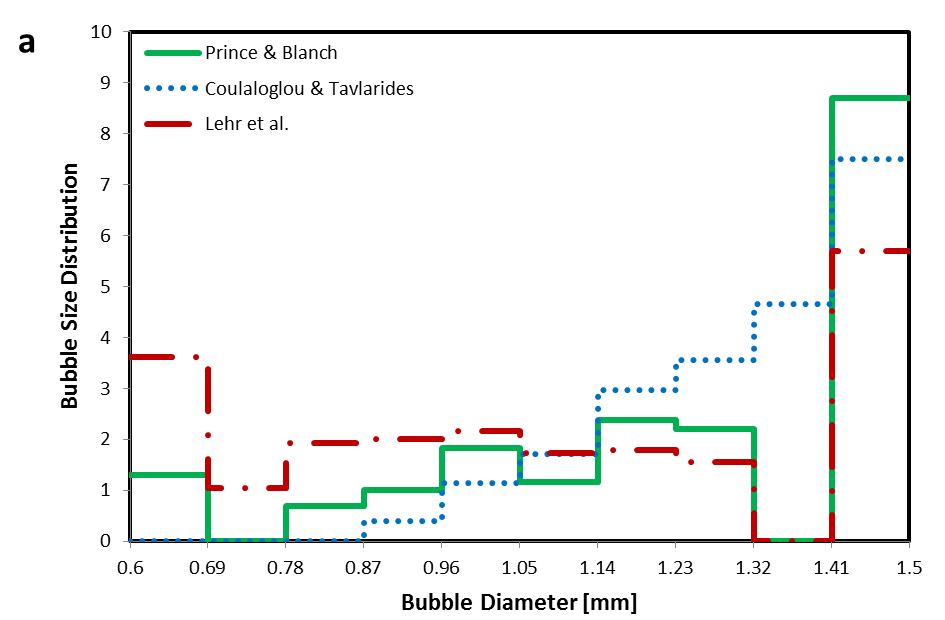 a
10
9
8
7
6
5
4
3
2
1
0
Bubble Size Distribution
Prince & Blanch
Coulaloglou & Tavlarides
Lehr et al.
0.6 0.69 0.78 0.87 0.96 1.05 1.14 1.23 1.32 1.41 1.5
Bubble Diameter [mm]